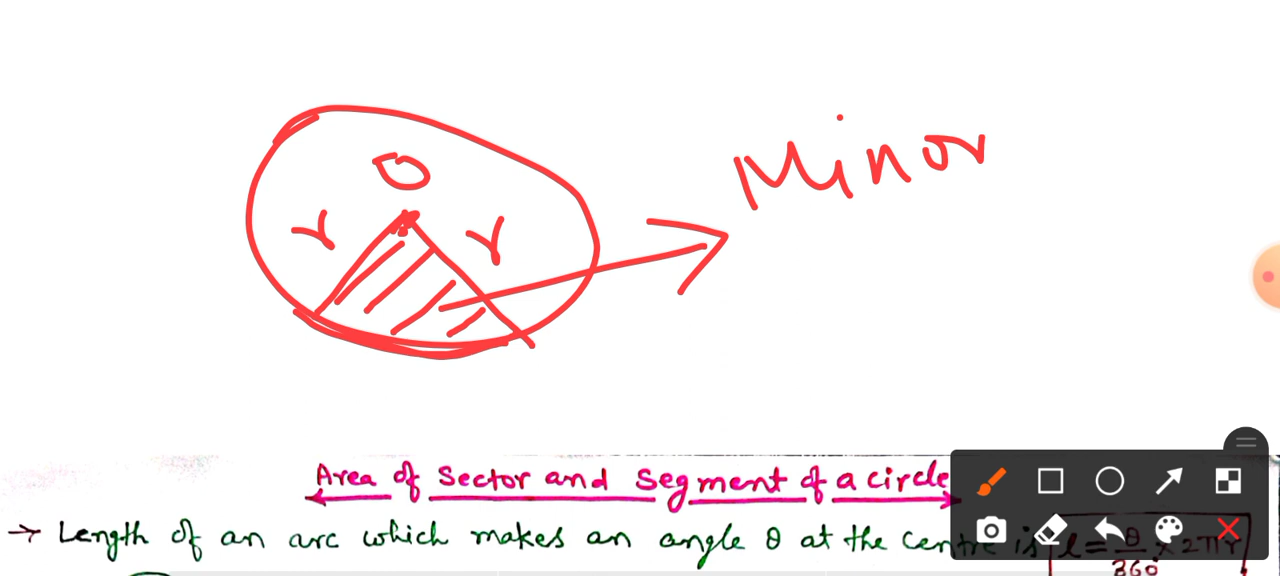 Minor
O
r r
Area of Sector and Segment of a circle
→ Length of an arc which makes an angle θ at the centre is l = θ/360° × 2πr